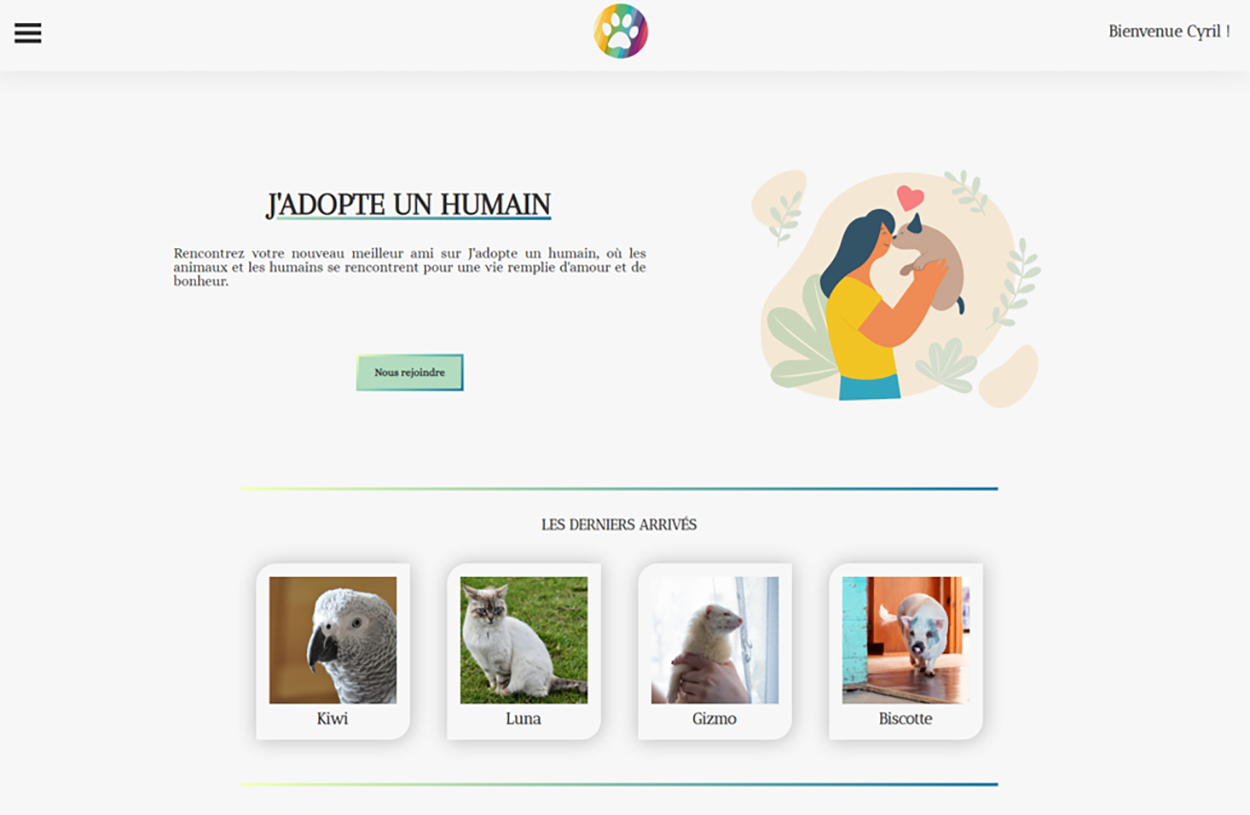 Bienvenue Cyril !
J'ADOPTE UN HUMAIN
Rencontrez votre nouveau meilleur ami sur J'adopte un humain, où les
animaux et les humains se rencontrent pour une vie remplie d'amour et de
bonheur.
Nous rejoindre
LES DERNIERS ARRIVÉS
Kiwi
Luna
Gizmo
Biscotte